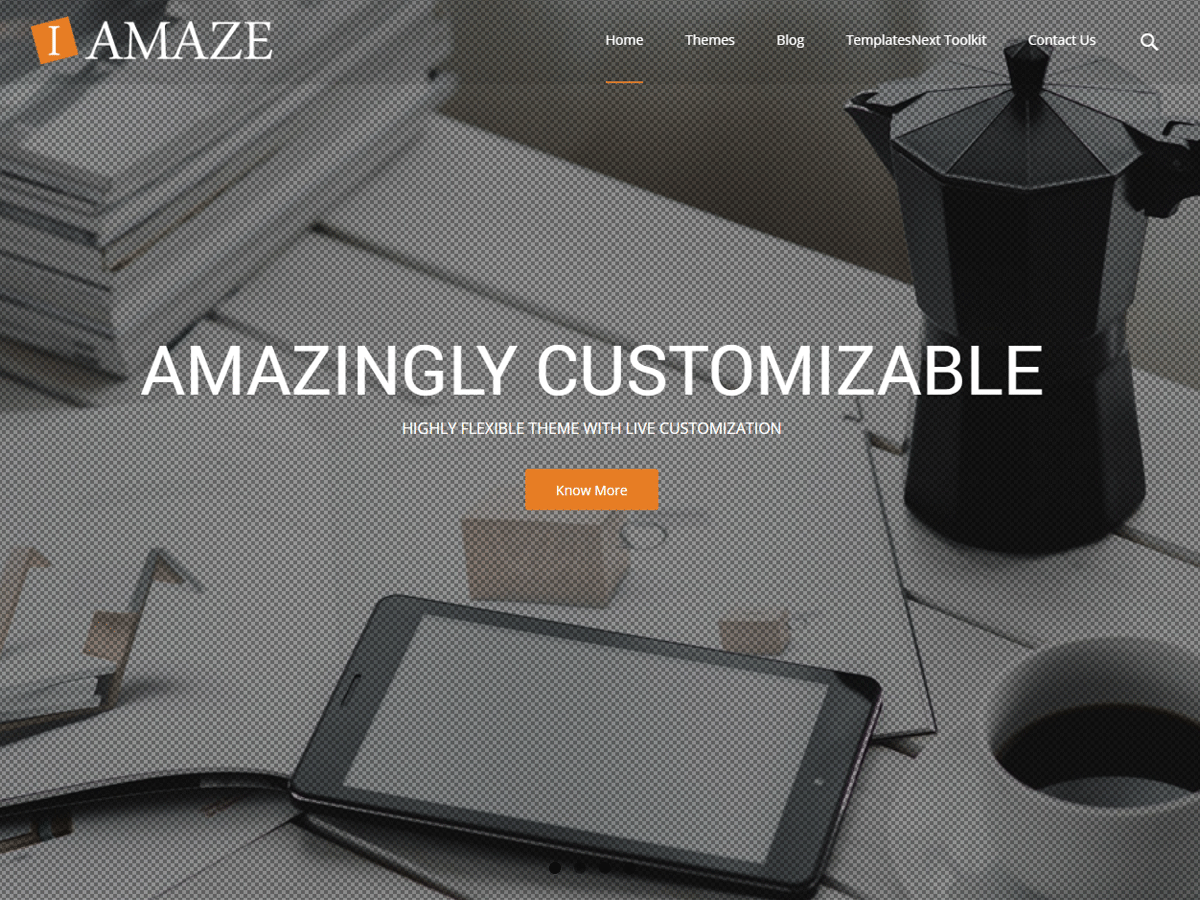 I AMAZE
Home
Themes
Blog
TemplatesNext Toolkit
Contact Us
AMAZINGLY CUSTOMIZABLE
HIGHLY FLEXIBLE THEME WITH LIVE CUSTOMIZATION
Know More